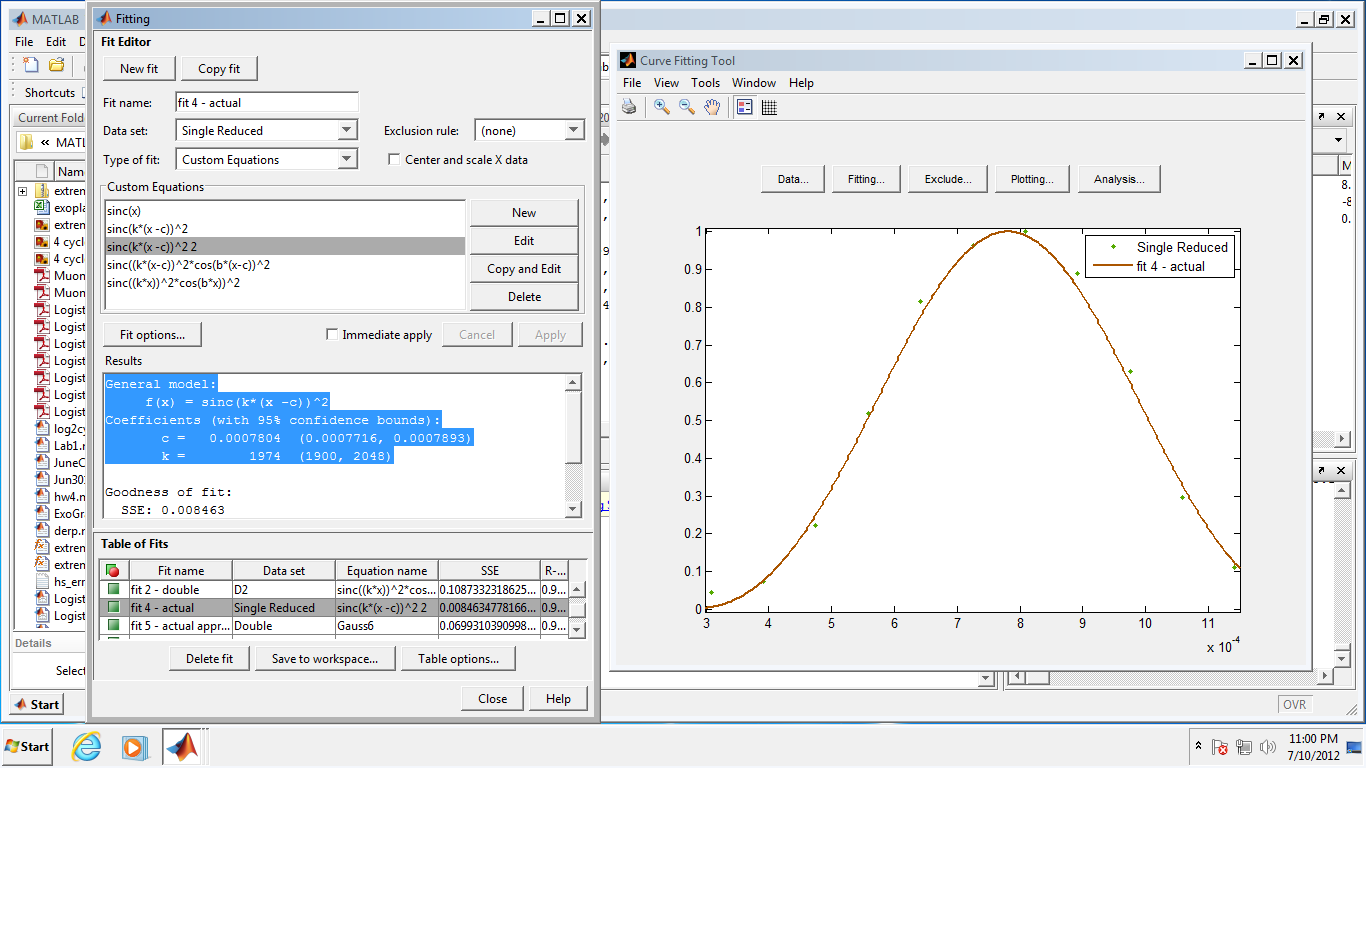 MATLAB
File Edit D
Shortcuts
Current Fold
« MATL
Nam
extren
exopla
extren
4 cycle
4 cycle
Muon
Muon
Logist
Logist
Logist
Logist
Logist
Logist
Logist
log2cy
Lab1.r
JuneC
Jun30
hw4.n
ExoGr
derp.n
extren
extren
hs_err
Logist
Logist
Details
Select
Start
Fitting
Fit Editor
New fit Copy fit
Fit name: fit 4 - actual
Data set: Single Reduced Exclusion rule: (none)
Type of fit: Custom Equations Center and scale X data
Custom Equations
sinc(x)
sinc(k*(x -c))^2
sinc(k*(x -c))^2 2
sinc((k*(x-c))^2*cos(b*(x-c))^2
sinc((k*x))^2*cos(b*x))^2
New
Edit
Copy and Edit
Delete
Fit options... Immediate apply Cancel Apply
Results
General model:
f(x) = sinc(k*(x -c))^2
Coefficients (with 95% confidence bounds):
c = 0.0007804 (0.0007716, 0.0007893)
k = 1974 (1900, 2048)
Goodness of fit:
SSE: 0.008463
Table of Fits
Fit name Data set Equation name SSE R-...
fit 2 - double D2 sinc((k*x))^2*cos... 0.1087332318625... 0.9...
fit 4 - actual Single Reduced sinc(k*(x -c))^2 2 0.0084634778166... 0.9...
fit 5 - actual appr... Double Gauss6 0.0699310390998... 0.9...
Delete fit Save to workspace... Table options...
Close Help
Curve Fitting Tool
File View Tools Window Help
Data... Fitting... Exclude... Plotting... Analysis...
Single Reduced
fit 4 - actual
1
0.9
0.8
0.7
0.6
0.5
0.4
0.3
0.2
0.1
0
3 4 5 6 7 8 9 10 11
x 10-4
M
8.
-8
0.
OVR
Start
11:00 PM
7/10/2012